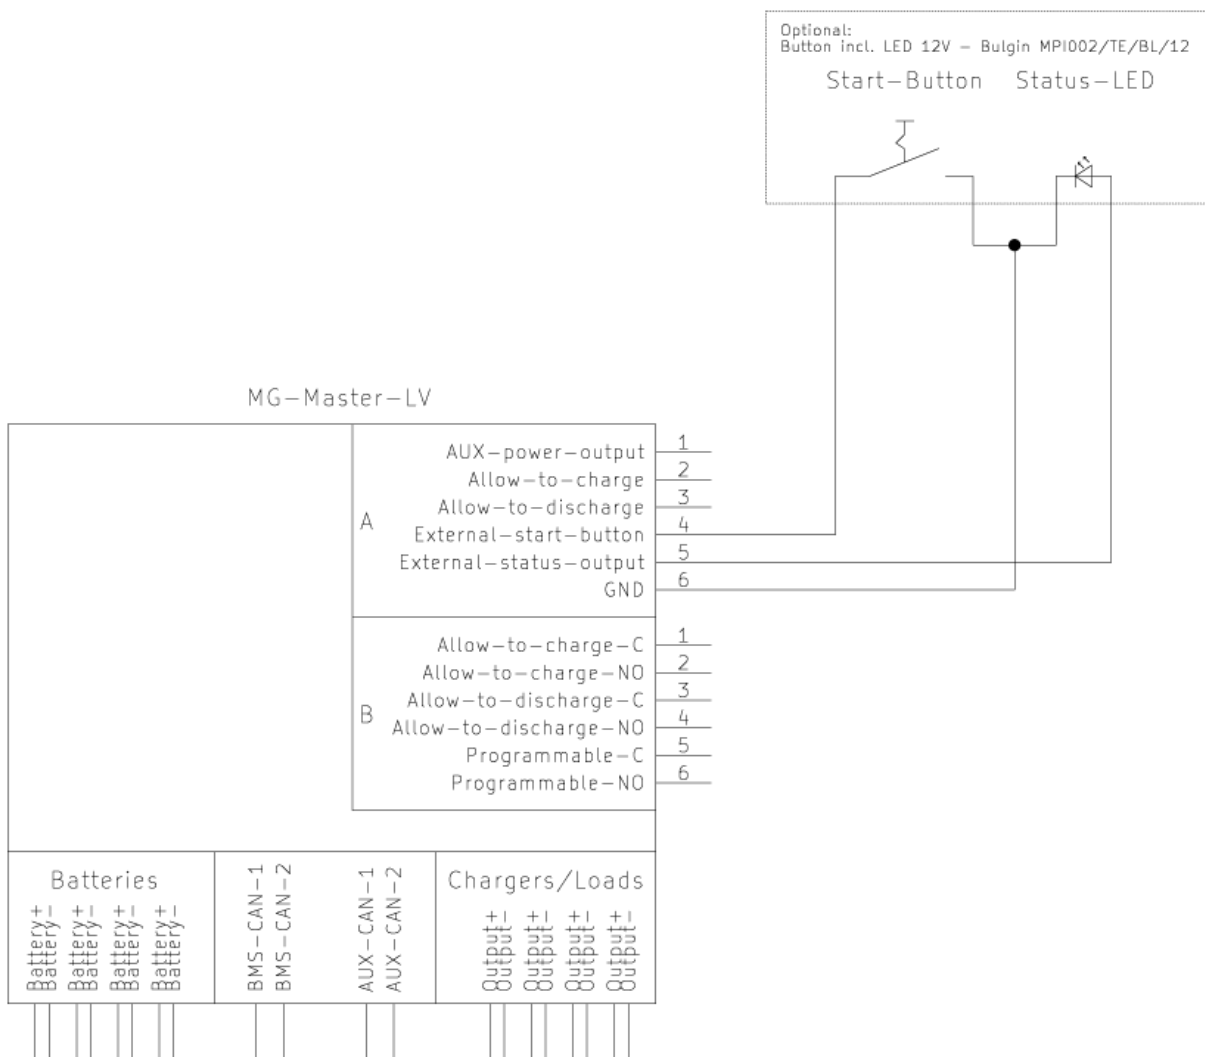 Optional:
Button incl. LED 12V – Bulgin MPI002/TE/BL/12
Start–Button Status–LED
MG–Master–LV
A
AUX–power–output 1
Allow–to–charge 2
Allow–to–discharge 3
External–start–button 4
External–status–output 5
GND 6
B
Allow–to–charge–C 1
Allow–to–charge–NO 2
Allow–to–discharge–C 3
Allow–to–discharge–NO 4
Programmable–C 5
Programmable–NO 6
Batteries
Battery+
Battery-
Battery+
Battery-
Battery+
Battery-
Battery+
Battery-
BMS–CAN–1
BMS–CAN–2
AUX–CAN–1
AUX–CAN–2
Chargers/Loads
Output+
Output-
Output+
Output-
Output+
Output-
Output+
Output-